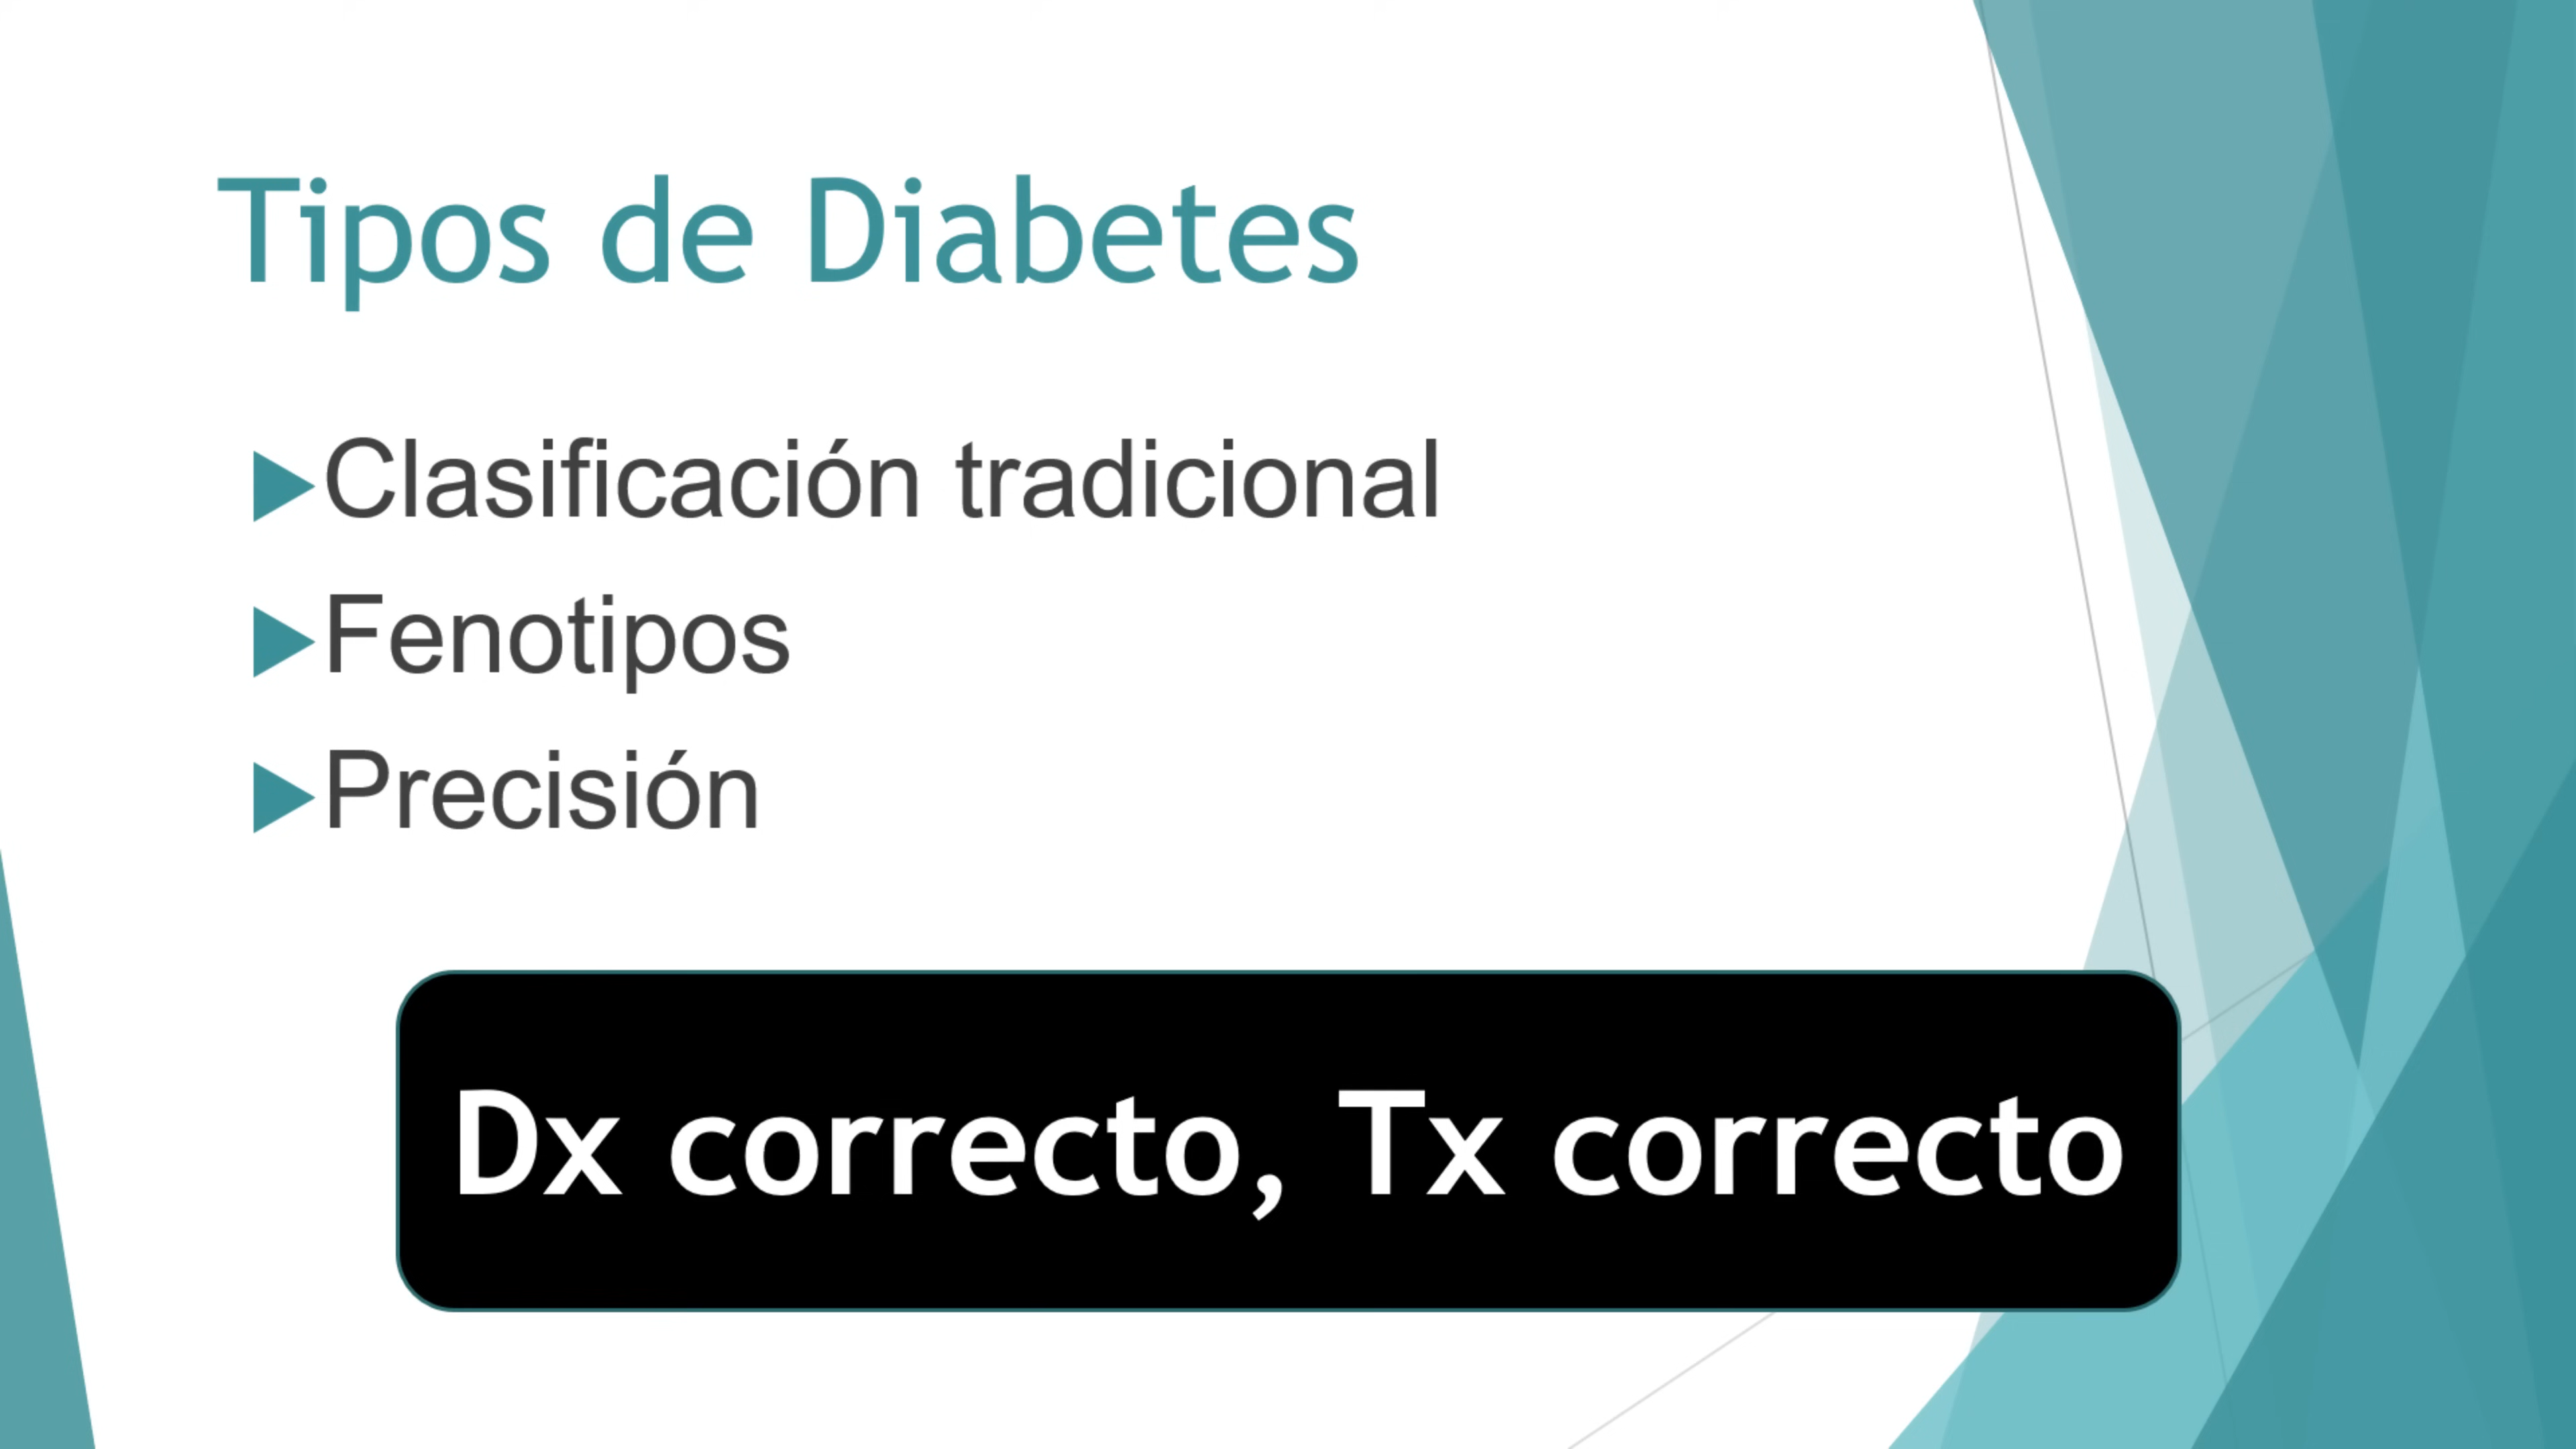 Tipos de Diabetes
Clasificación tradicional
Fenotipos
Precisión
Dx correcto, Tx correcto